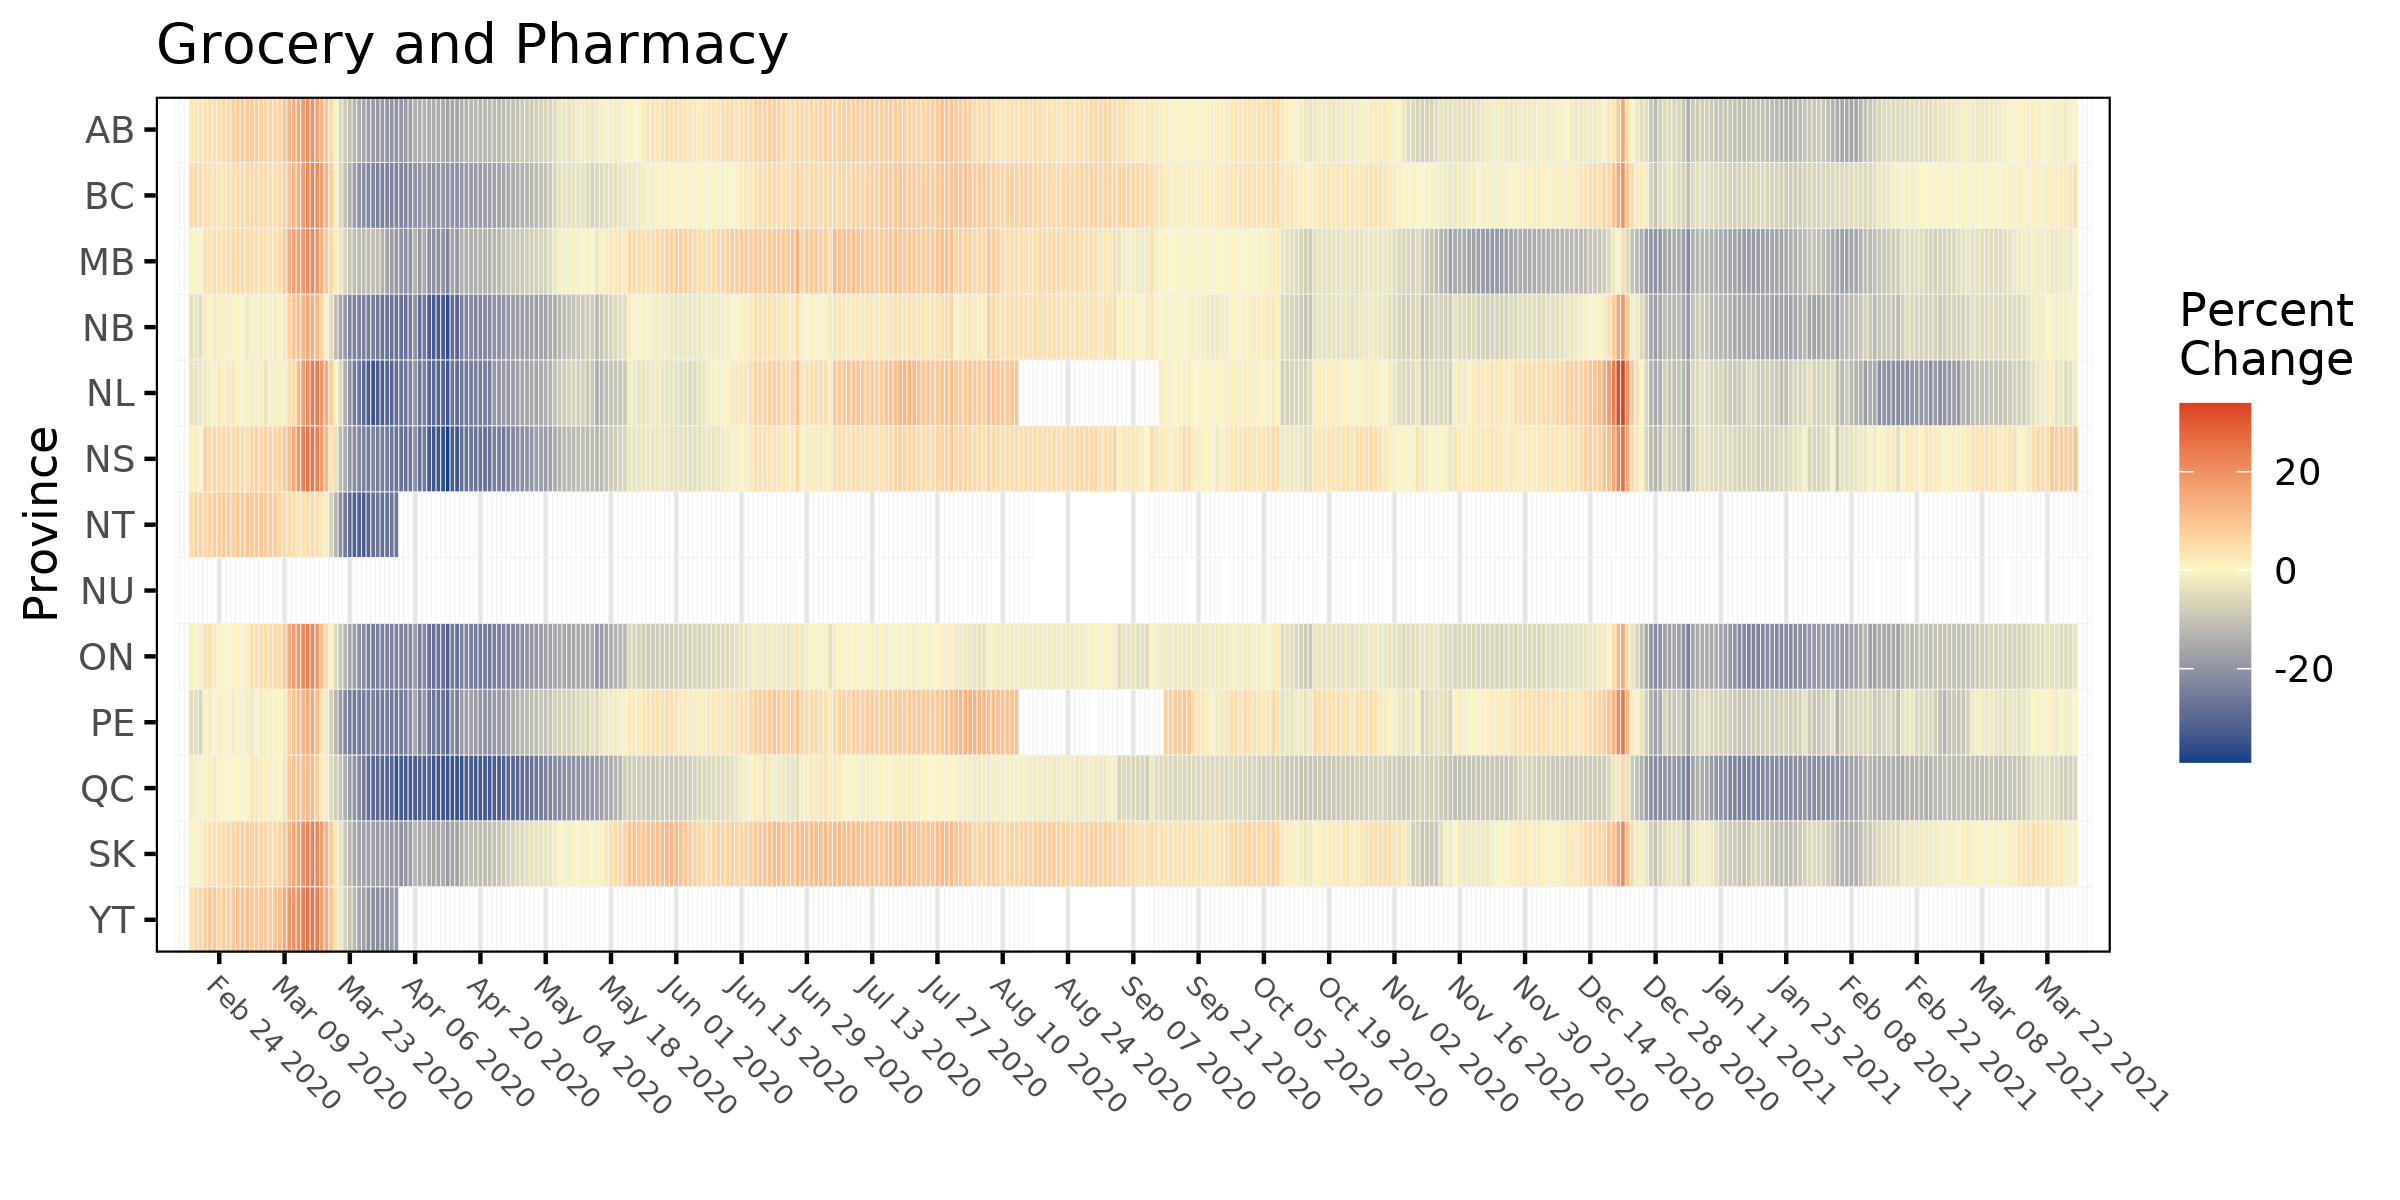 Grocery and Pharmacy
Province
AB
BC
MB
NB
NL
NS
NT
NU
ON
PE
QC
SK
YT
Feb 24 2020
Mar 09 2020
Mar 23 2020
Apr 06 2020
Apr 20 2020
May 04 2020
May 18 2020
Jun 01 2020
Jun 15 2020
Jun 29 2020
Jul 13 2020
Jul 27 2020
Aug 10 2020
Aug 24 2020
Sep 07 2020
Sep 21 2020
Oct 05 2020
Oct 19 2020
Nov 02 2020
Nov 16 2020
Nov 30 2020
Dec 14 2020
Dec 28 2020
Jan 11 2021
Jan 25 2021
Feb 08 2021
Feb 22 2021
Mar 08 2021
Mar 22 2021
Percent
Change
20
0
-20